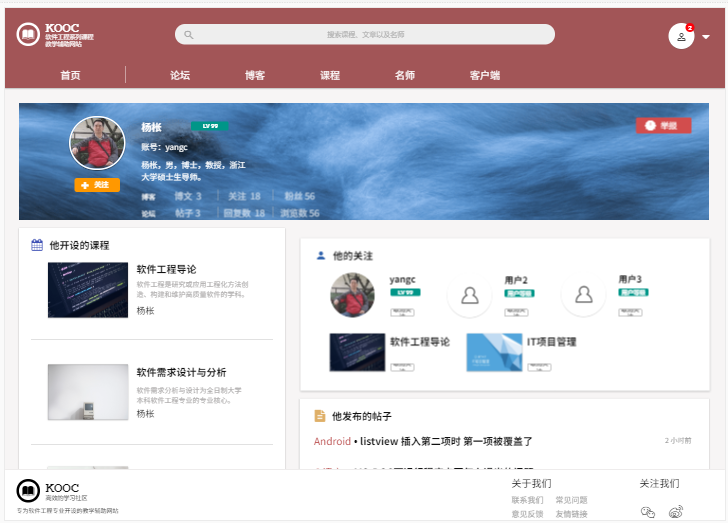 KOOC
软件工程系列课程
教学辅助网站
搜索课程、文章以及名师
2
首页
论坛
博客
课程
名师
客户端
杨枨
LV 99
举报
账号：yangc
杨枨，男，博士，教授，浙江
大学硕士生导师。
关注
博客 博文 3 关注 18 粉丝 56
论坛 帖子 3 回复数 18 浏览数 56
他开设的课程
软件工程导论
软件工程是研究或应用工程化方法创
造、构建和维护高质量软件的学科。
杨枨
软件需求设计与分析
软件需求分析与设计为全日制大学
本科软件工程专业的专业核心。
杨枨
他的关注
yangc
LV 99
用户2
用户等级
用户3
用户等级
软件工程导论
IT项目管理
他发布的帖子
Android • listview 插入第二项时 第一项被覆盖了
2 小时前
KOOC
高效的学习社区
专为软件工程专业开设的教学辅助网站
关于我们
联系我们 常见问题
意见反馈 友情链接
关注我们